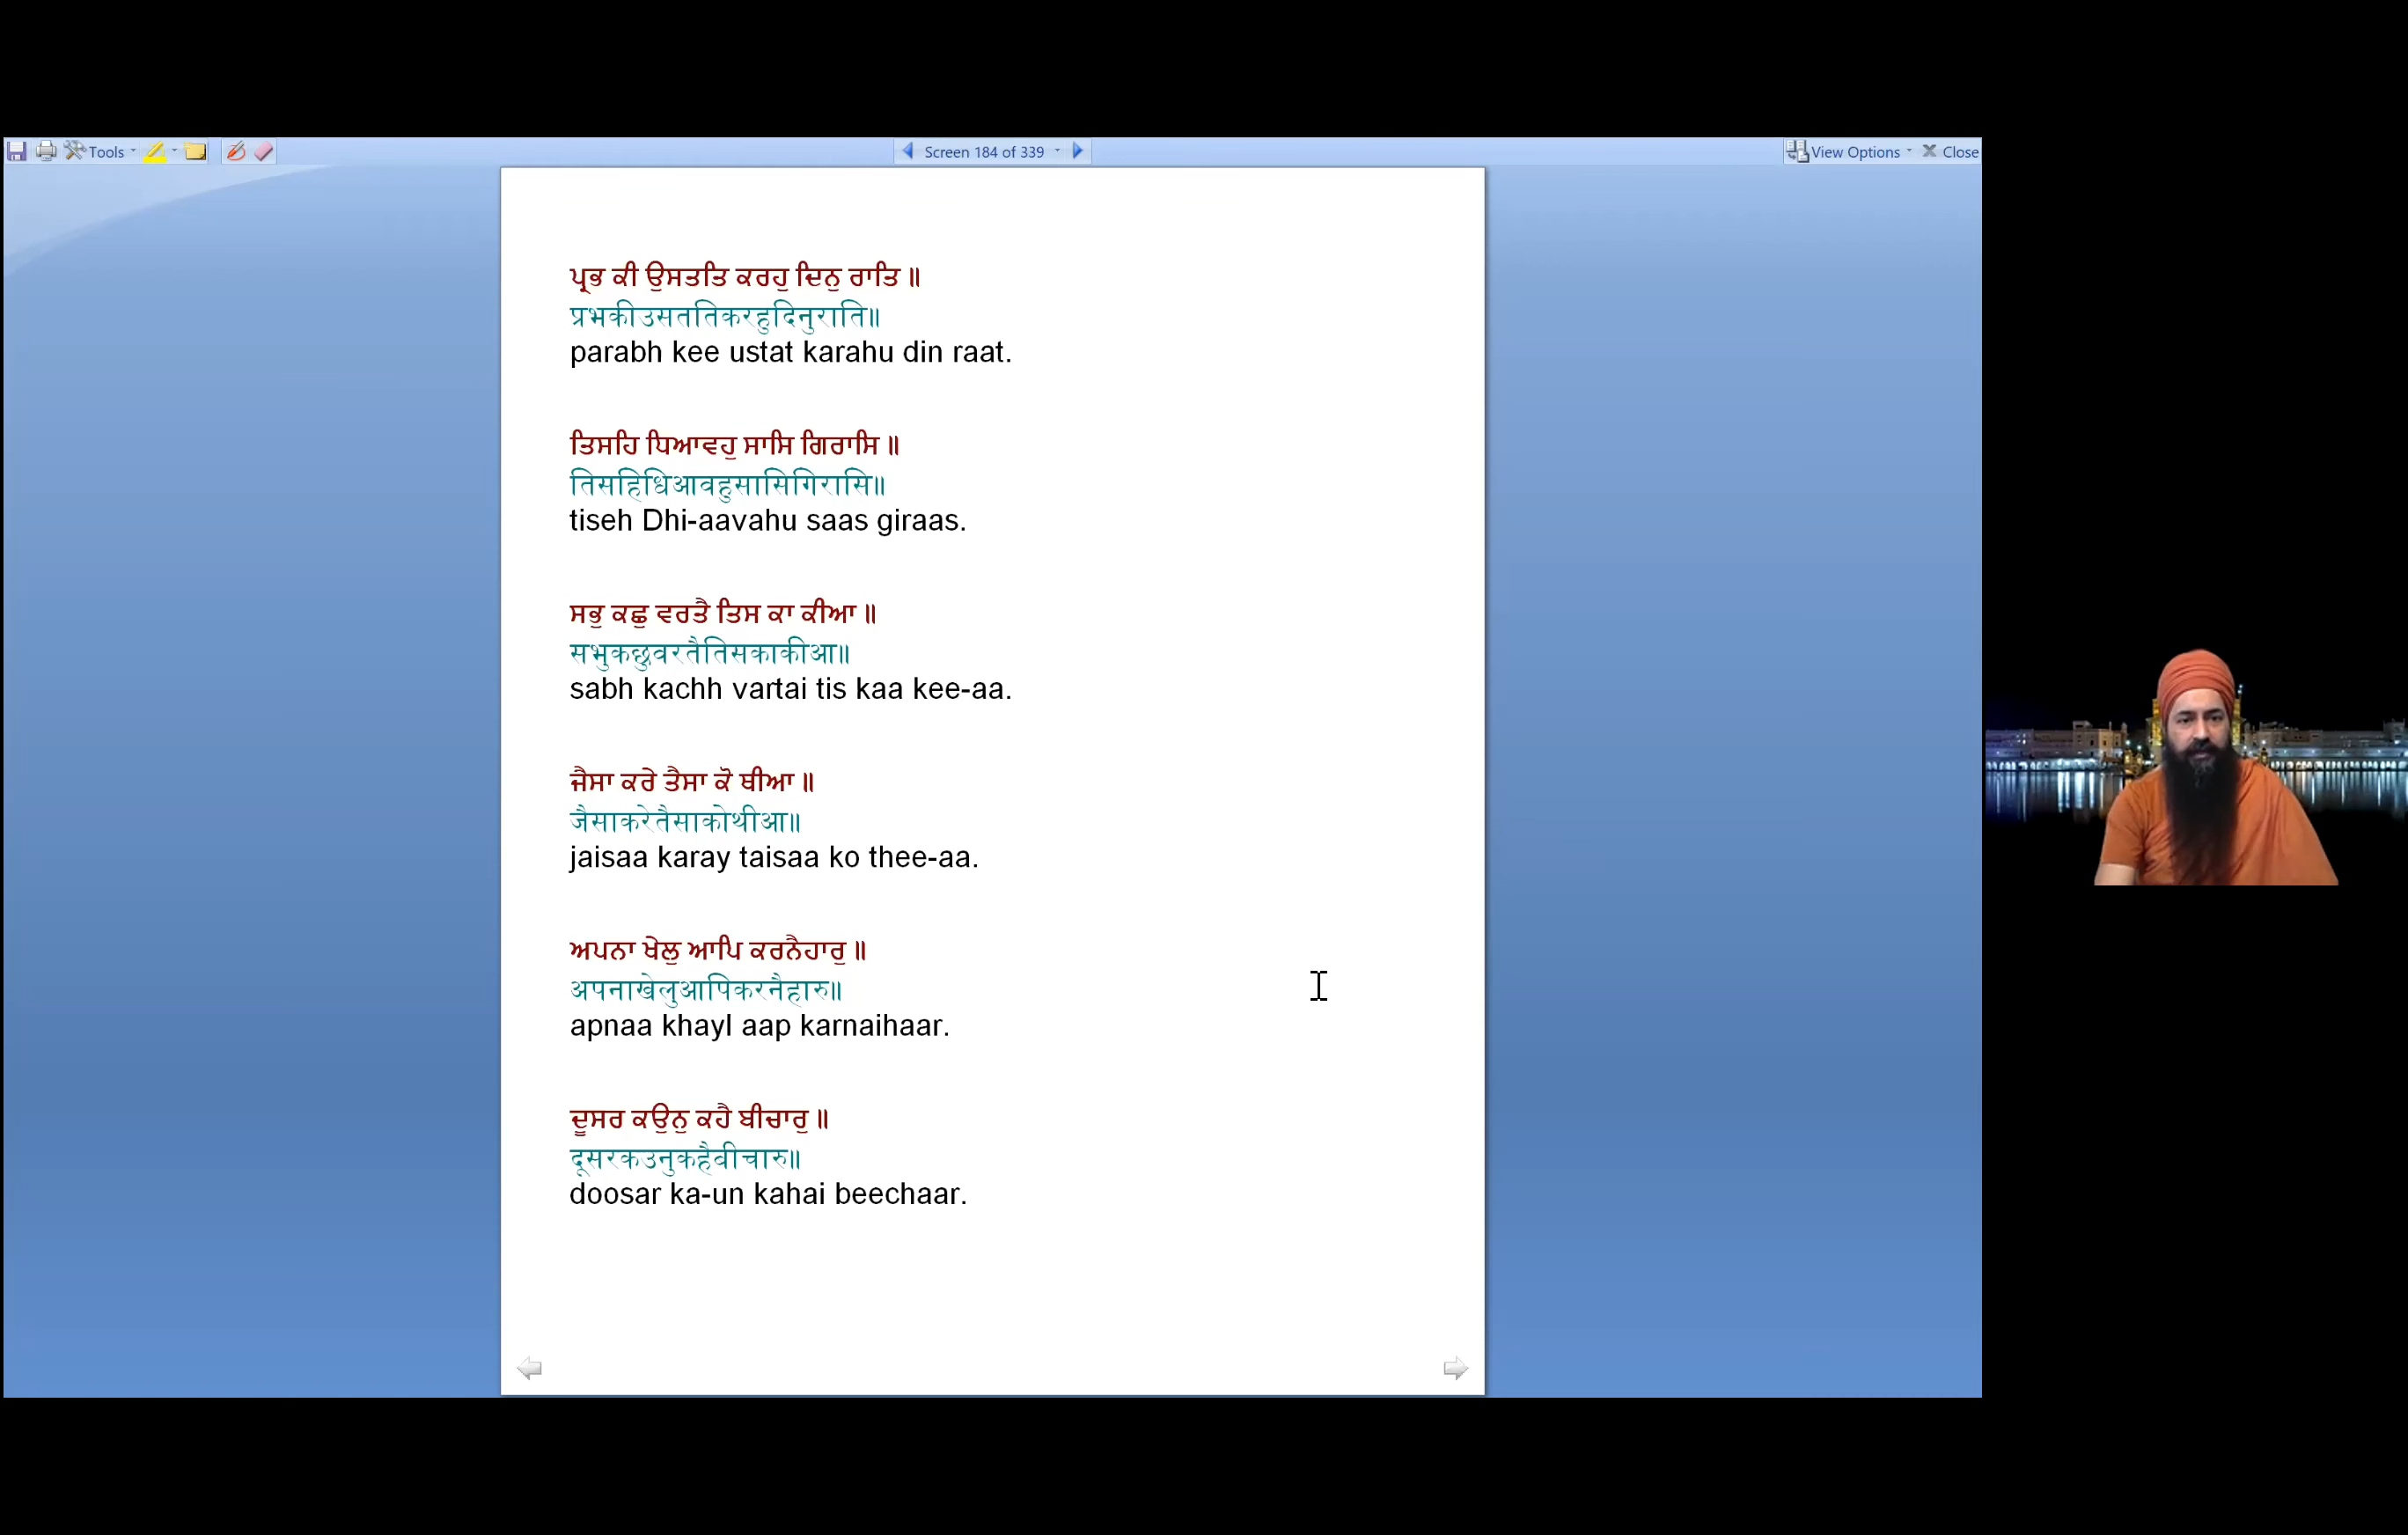 Tools
Screen 184 of 339
View Options
Close
ਪ੍ਰਭ ਕੀ ਉਸਤਤਿ ਕਰਹੁ ਦਿਨੁ ਰਾਤਿ ॥
प्रभकीउसततिकरहुदिनुराति॥
parabh kee ustat karahu din raat.
ਤਿਸਹਿ ਧਿਆਵਹੁ ਸਾਸਿ ਗਿਰਾਸਿ ॥
तिसहिधिआवहुसासिगिरासि॥
tiseh Dhi-aavahu saas giraas.
ਸਭੁ ਕਛੁ ਵਰਤੈ ਤਿਸ ਕਾ ਕੀਆ ॥
सभुकछुवरतैतिसकाकीआ॥
sabh kachh vartai tis kaa kee-aa.
ਜੈਸਾ ਕਰੇ ਤੈਸਾ ਕੋ ਥੀਆ ॥
जैसाकरेतैसाकोथीआ॥
jaisaa karay taisaa ko thee-aa.
ਅਪਨਾ ਖੇਲੁ ਆਪਿ ਕਰਨੈਹਾਰੁ ॥
अपनाखेलुआपिकरनैहारु॥
apnaa khayl aap karnaihaar.
ਦੂਸਰ ਕਉਨੁ ਕਹੈ ਬੀਚਾਰੁ ॥
दूसरकउनुकहैवीचारु॥
doosar ka-un kahai beechaar.